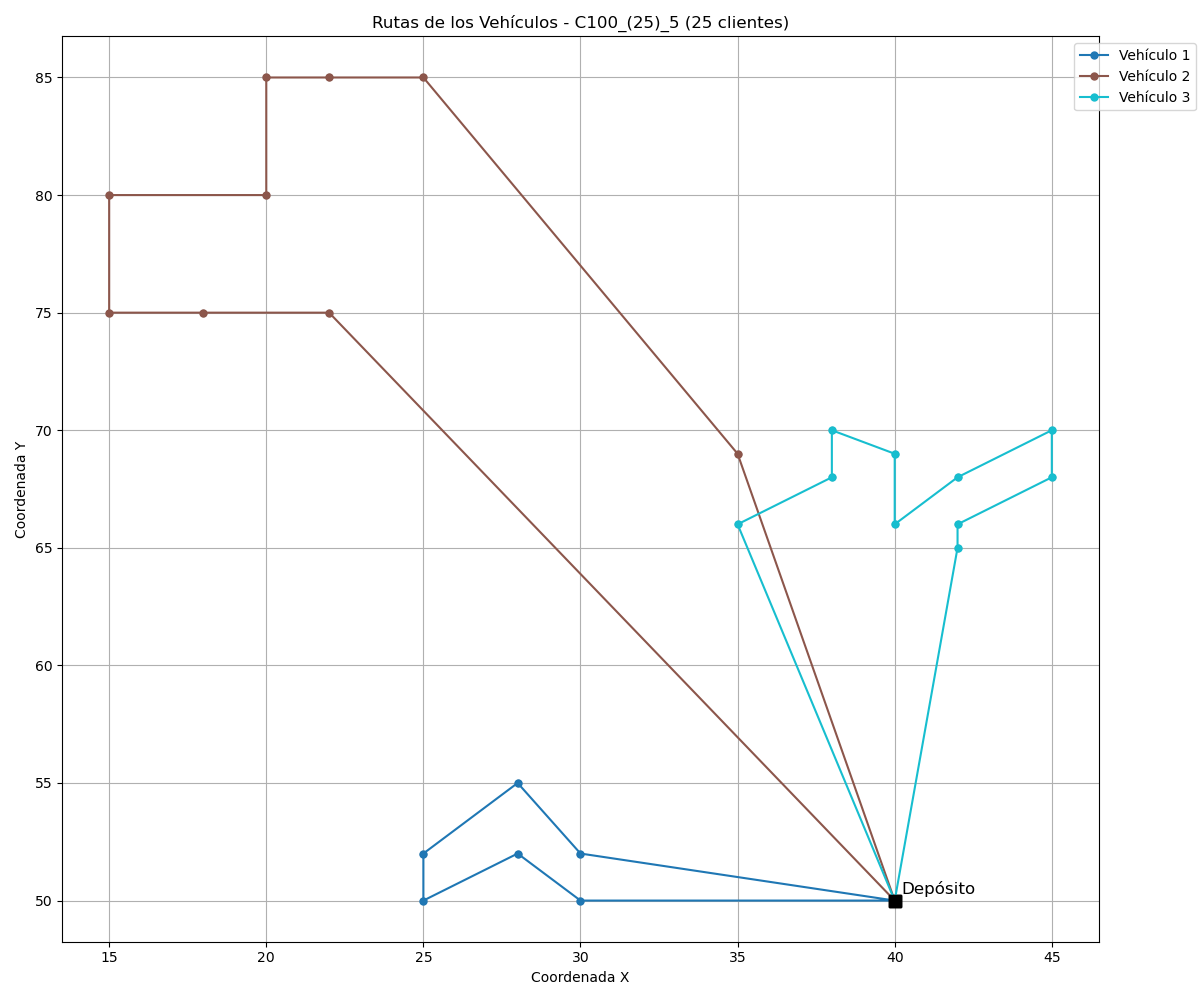 Rutas de los Vehículos - C100_(25)_5 (25 clientes)
Vehículo 1
Vehículo 2
Vehículo 3
85
80
75
70
65
60
55
50
Coordenada Y
Depósito
15 20 25 30 35 40 45
Coordenada X